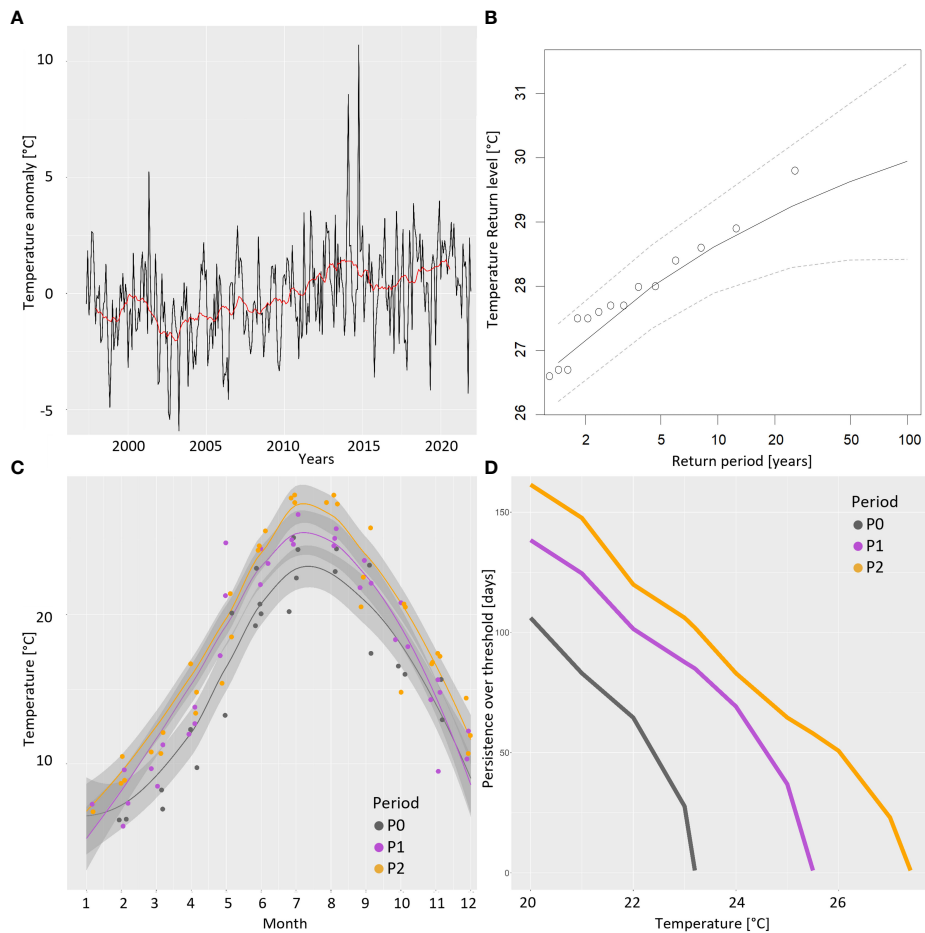 A
Temperature anomaly [°C]
10
5
0
-5
2000 2005 2010 2015 2020
Years
B
Temperature Return level [°C]
31
30
29
28
27
26
2 5 10 20 50 100
Return period [years]
C
Temperature [°C]
20
10
Period
P0
P1
P2
1 2 3 4 5 6 7 8 9 10 11 12
Month
D
Persistence over threshold [days]
150
100
50
0
Period
P0
P1
P2
20 22 24 26
Temperature [°C]